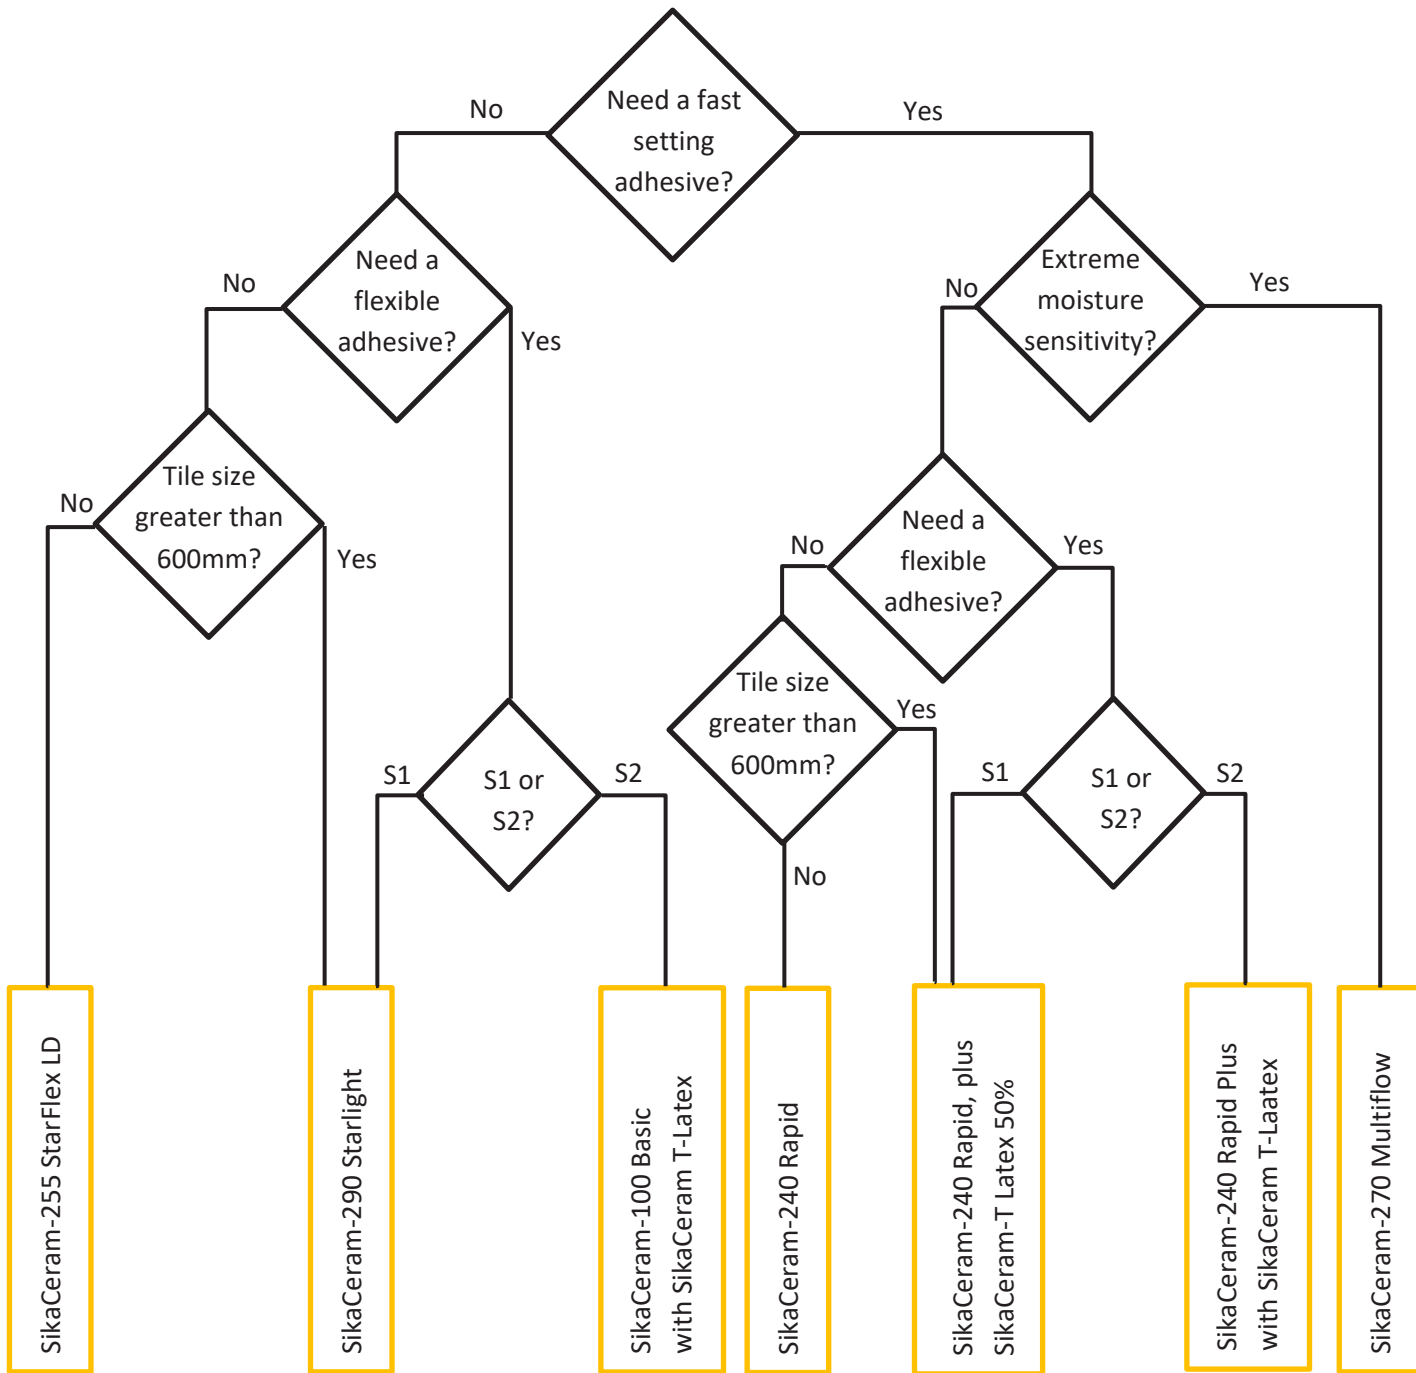 Need a fast
setting
adhesive?
No
Yes
Need a
flexible
adhesive?
No
Yes
Extreme
moisture
sensitivity?
No
Yes
Tile size
greater than
600mm?
No
Yes
Need a
flexible
adhesive?
No
Yes
Tile size
greater than
600mm?
Yes
No
S1 or
S2?
S1
S2
S1 or
S2?
S1
S2
SikaCeram-255 StarFlex LD
SikaCeram-290 Starlight
SikaCeram-100 Basic
with SikaCeram T-Latex
SikaCeram-240 Rapid
SikaCeram-240 Rapid, plus
SikaCeram-T Latex 50%
SikaCeram-240 Rapid Plus
with SikaCeram T-Laatex
SikaCeram-270 Multiflow